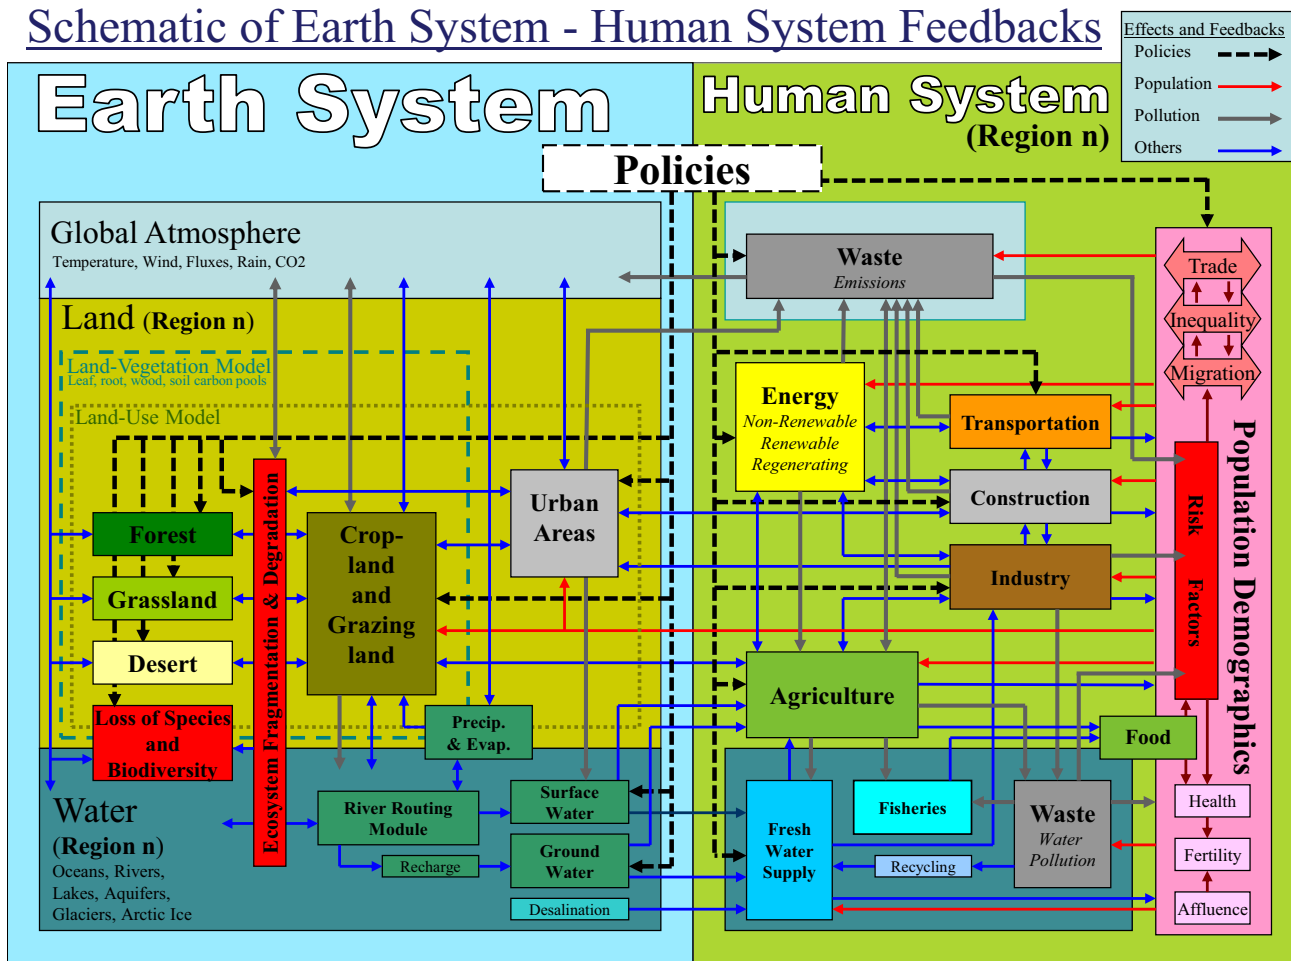 Schematic of Earth System - Human System Feedbacks
Effects and Feedbacks
Policies
Population
Pollution
Others
Earth System
Human System
(Region n)
Policies
Global Atmosphere
Temperature, Wind, Fluxes, Rain, CO2
Land (Region n)
Land-Vegetation Model
Leaf, root, wood, soil carbon pools
Land-Use Model
Forest
Grassland
Desert
Loss of Species
and
Biodiversity
Ecosystem Fragmentation & Degradation
Crop-
land
and
Grazing
land
Urban
Areas
Precip.
& Evap.
Water
(Region n)
Oceans, Rivers,
Lakes, Aquifers,
Glaciers, Arctic Ice
River Routing
Module
Recharge
Surface
Water
Ground
Water
Desalination
Waste
Emissions
Energy
Non-Renewable
Renewable
Regenerating
Transportation
Construction
Industry
Agriculture
Food
Fresh
Water
Supply
Fisheries
Recycling
Waste
Water
Pollution
Trade
Inequality
Migration
Risk Factors
Population Demographics
Health
Fertility
Affluence